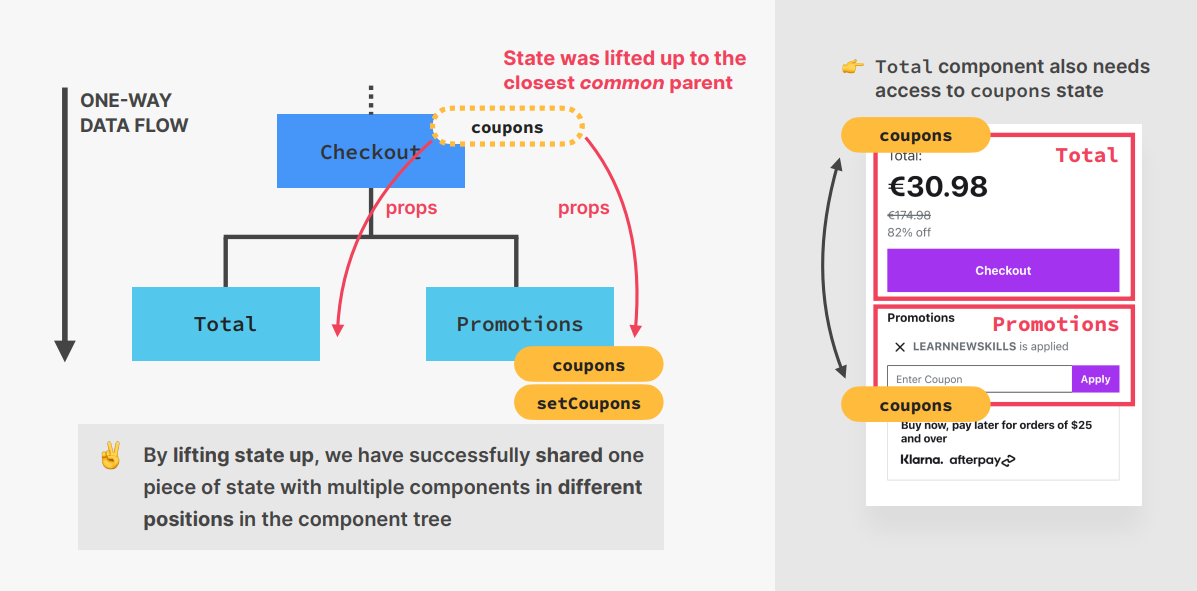 State was lifted up to the
closest common parent
ONE-WAY
DATA FLOW
coupons
Checkout
props
props
Total
Promotions
coupons
setCoupons
By lifting state up, we have successfully shared one
piece of state with multiple components in different
positions in the component tree
Total component also needs
access to coupons state
coupons
Total
Total:
€30.98
€174.98
82% off
Checkout
Promotions
Promotions
LEARNNEWSKILLS is applied
Enter Coupon
Apply
coupons
Buy now, pay later for orders of $25
and over
Klarna. afterpay